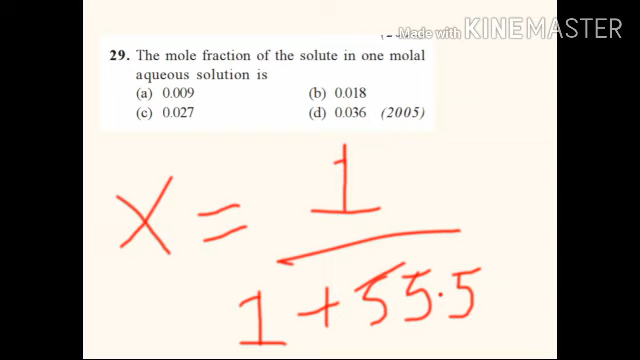 Made with KINEMASTER
29. The mole fraction of the solute in one molal
aqueous solution is
(a) 0.009 (b) 0.018
(c) 0.027 (d) 0.036 (2005)
X = 1
1 + 55.5